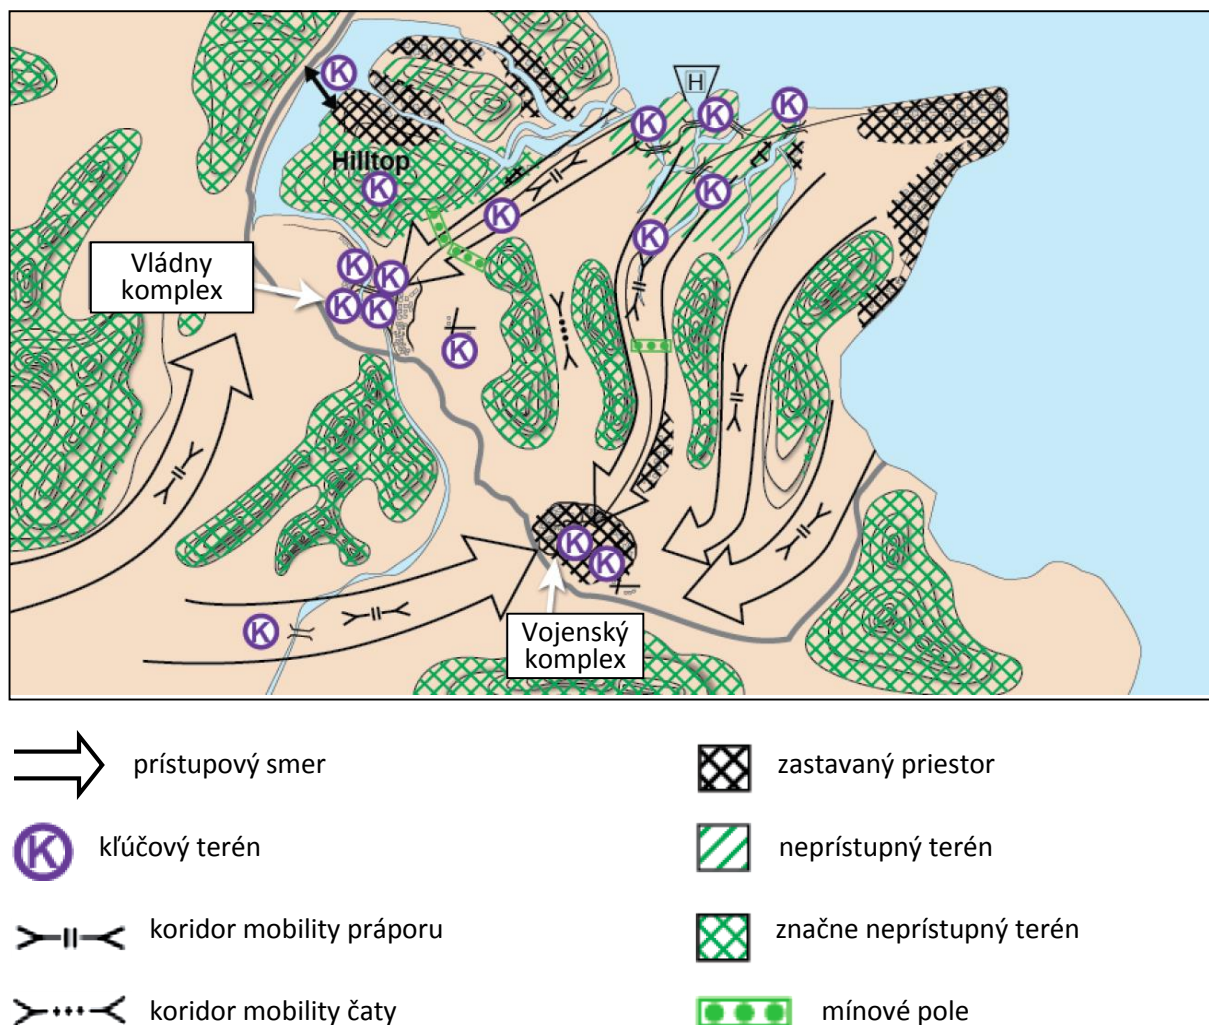 K
H
K
K
K
Hilltop
K
K
K
K
Vládny
komplex
K
K
K
K
K
K
K
K
Vojenský
komplex
prístupový smer
zastavaný priestor
K
kľúčový terén
neprístupný terén
koridor mobility práporu
značne neprístupný terén
koridor mobility čaty
mínové pole